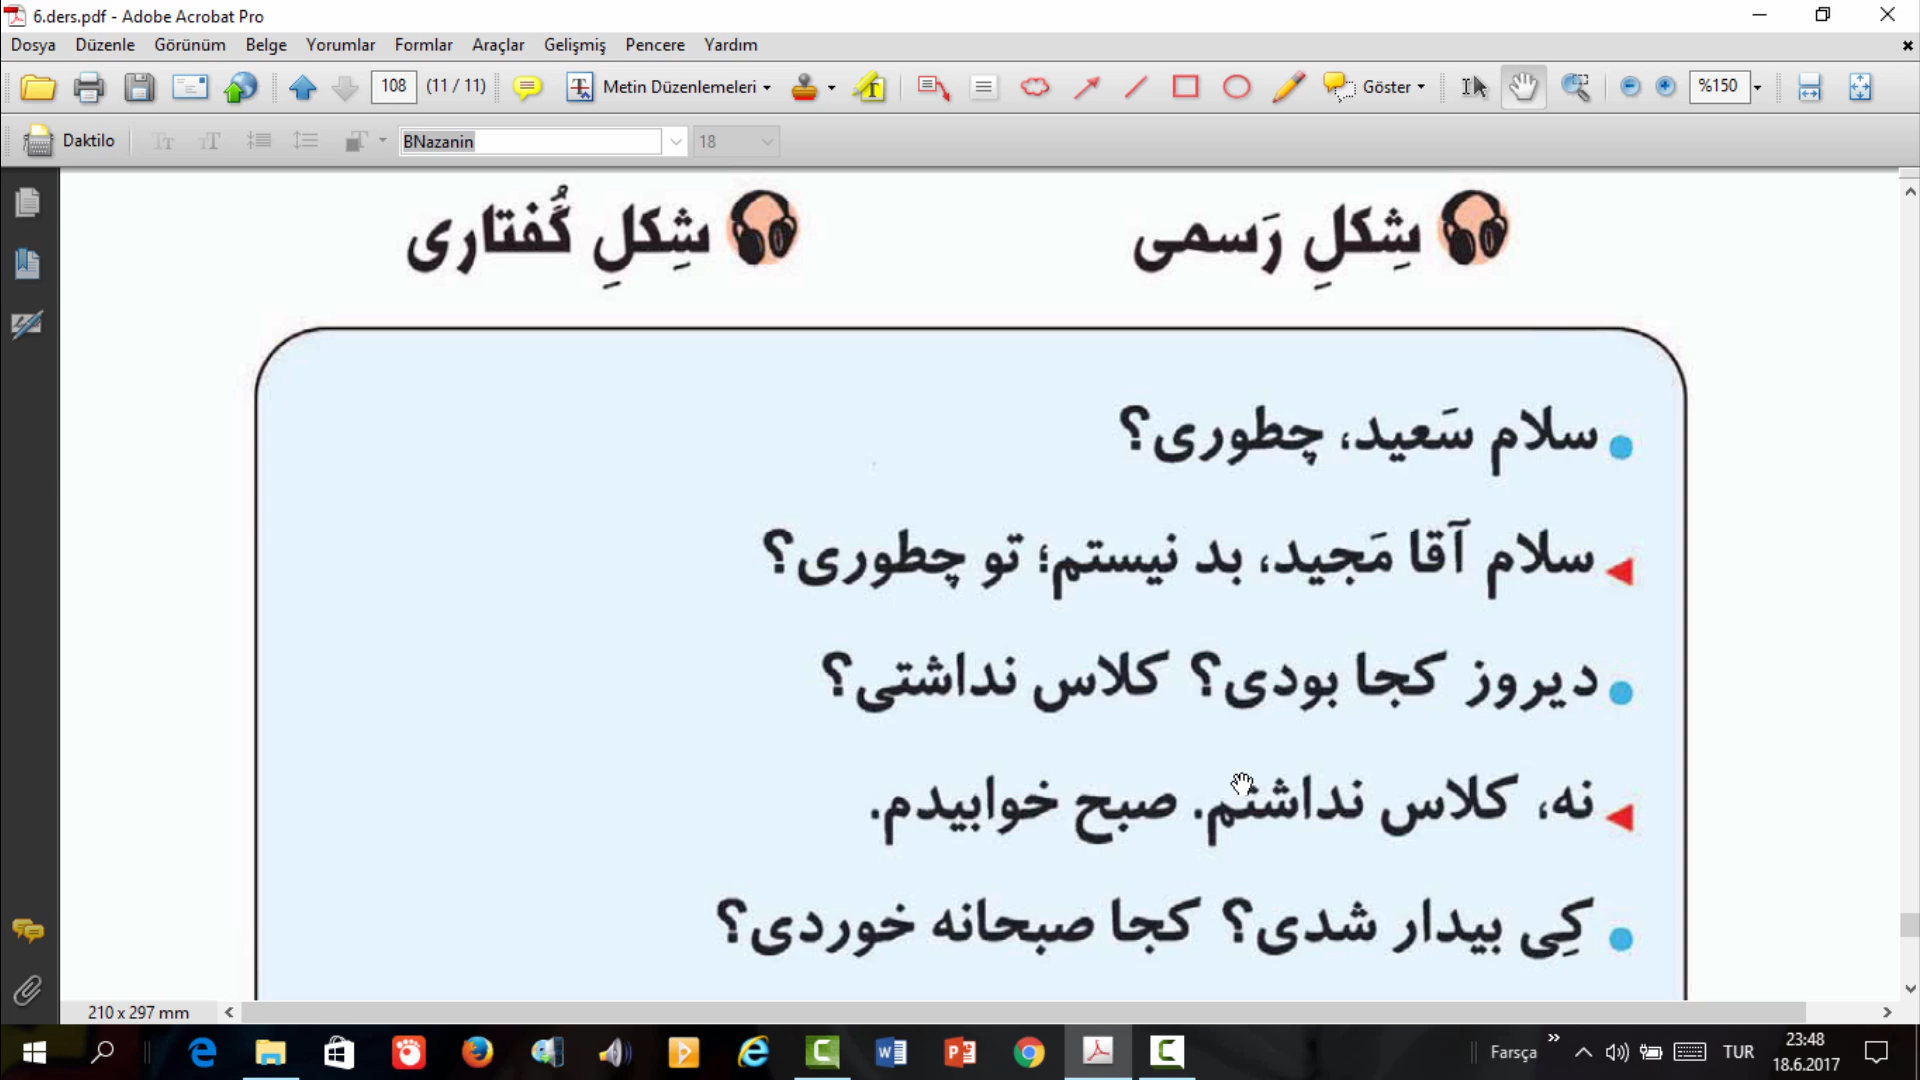 6.ders.pdf - Adobe Acrobat Pro
Dosya Düzenle Görünüm Belge Yorumlar Formlar Araçlar Gelişmiş Pencere Yardım
108 (11 / 11) Metin Düzenlemeleri Göster %150
Daktilo BNazanin 18
شِکلِ رَسمی شِکلِ گُفتاری
سلام سَعید، چطوری؟
سلام آقا مَجید، بد نیستم؛ تو چطوری؟
دیروز کجا بودی؟ کلاس نداشتی؟
نه، کلاس نداشتم. صبح خوابیدم.
کِی بیدار شدی؟ کجا صبحانه خوردی؟
210 x 297 mm
Farsça TUR 23:48
18.6.2017